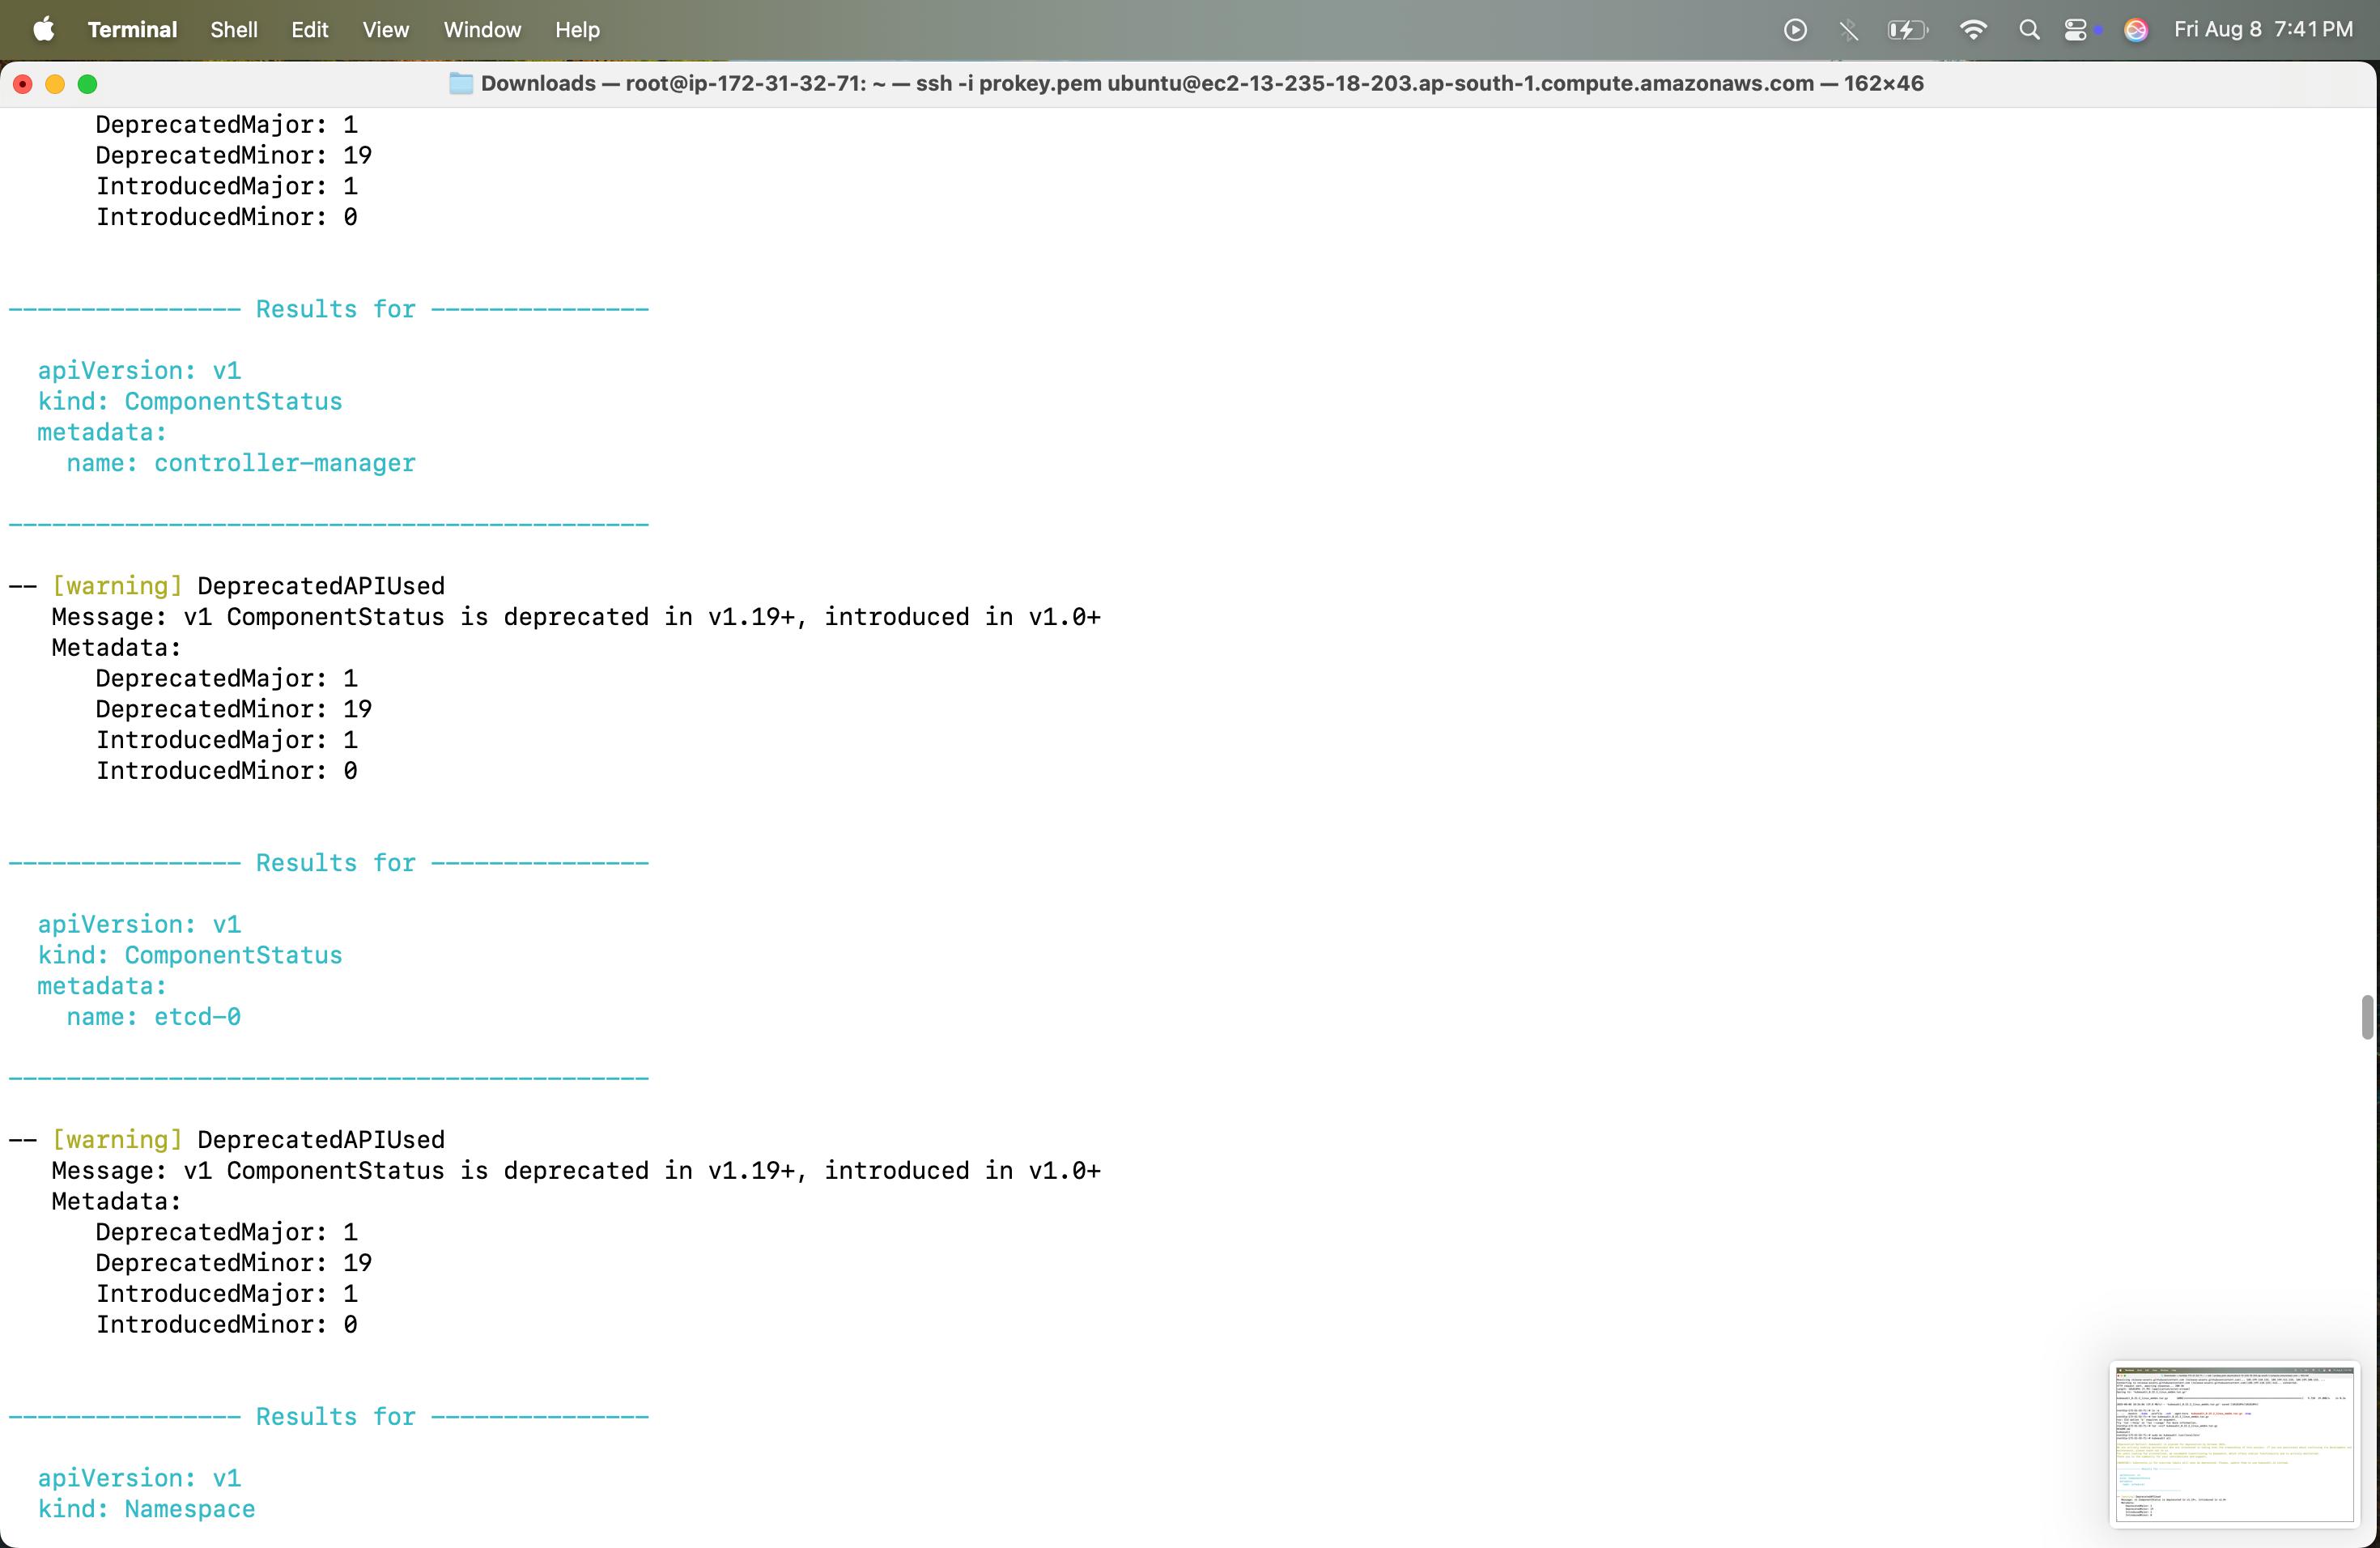 Terminal Shell Edit View Window Help Fri Aug 8 7:41 PM
Downloads — root@ip-172-31-32-71: ~ — ssh -i prokey.pem ubuntu@ec2-13-235-18-203.ap-south-1.compute.amazonaws.com — 162×46
DeprecatedMajor: 1
DeprecatedMinor: 19
IntroducedMajor: 1
IntroducedMinor: 0
---------------- Results for ---------------
apiVersion: v1
kind: ComponentStatus
metadata:
name: controller-manager
--------------------------------------------
-- [warning] DeprecatedAPIUsed
Message: v1 ComponentStatus is deprecated in v1.19+, introduced in v1.0+
Metadata:
DeprecatedMajor: 1
DeprecatedMinor: 19
IntroducedMajor: 1
IntroducedMinor: 0
---------------- Results for ---------------
apiVersion: v1
kind: ComponentStatus
metadata:
name: etcd-0
--------------------------------------------
-- [warning] DeprecatedAPIUsed
Message: v1 ComponentStatus is deprecated in v1.19+, introduced in v1.0+
Metadata:
DeprecatedMajor: 1
DeprecatedMinor: 19
IntroducedMajor: 1
IntroducedMinor: 0
---------------- Results for ---------------
apiVersion: v1
kind: Namespace